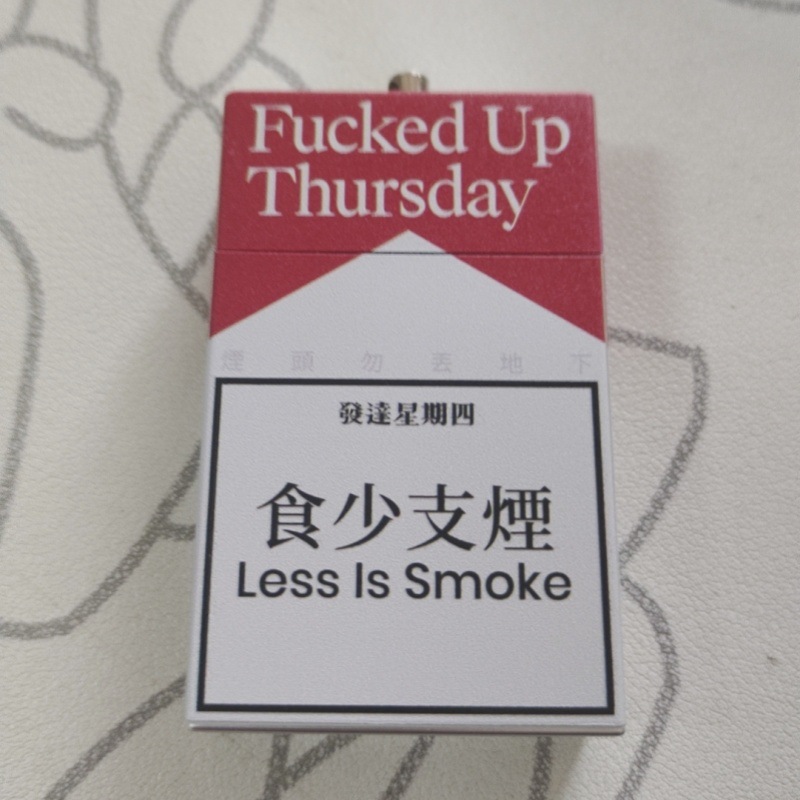 Fucked Up
Thursday
煙頭勿丟地下
發達星期四
食少支煙
Less Is Smoke